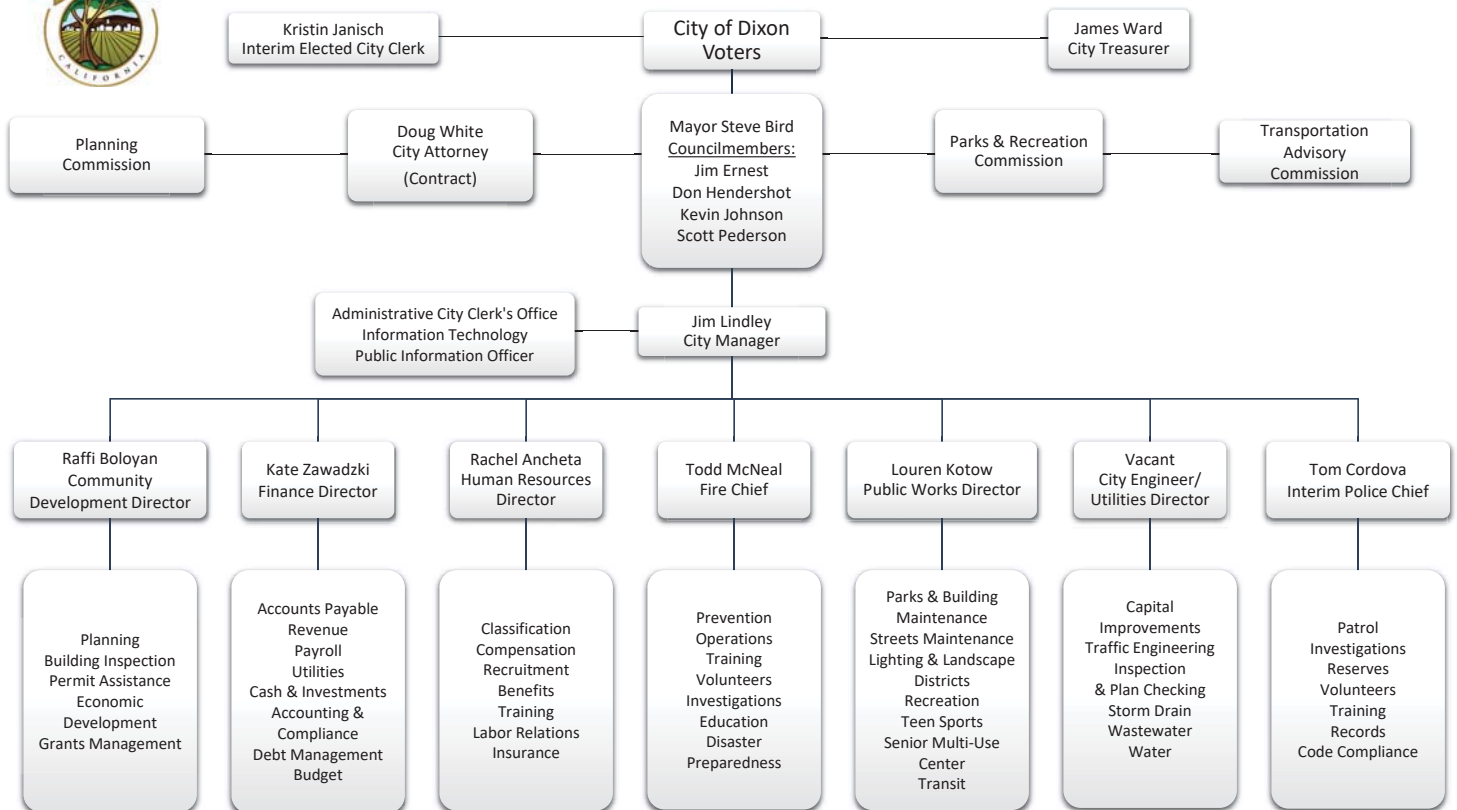 CALIFORNIA
Kristin Janisch
Interim Elected City Clerk
City of Dixon
Voters
James Ward
City Treasurer
Planning
Commission
Doug White
City Attorney
(Contract)
Mayor Steve Bird
Councilmembers:
Jim Ernest
Don Hendershot
Kevin Johnson
Scott Pederson
Parks & Recreation
Commission
Transportation
Advisory
Commission
Administrative City Clerk's Office
Information Technology
Public Information Officer
Jim Lindley
City Manager
Raffi Boloyan
Community
Development Director
Kate Zawadzki
Finance Director
Rachel Ancheta
Human Resources
Director
Todd McNeal
Fire Chief
Louren Kotow
Public Works Director
Vacant
City Engineer/
Utilities Director
Tom Cordova
Interim Police Chief
Planning
Building Inspection
Permit Assistance
Economic
Development
Grants Management
Accounts Payable
Revenue
Payroll
Utilities
Cash & Investments
Accounting &
Compliance
Debt Management
Budget
Classification
Compensation
Recruitment
Benefits
Training
Labor Relations
Insurance
Prevention
Operations
Training
Volunteers
Investigations
Education
Disaster
Preparedness
Parks & Building
Maintenance
Streets Maintenance
Lighting & Landscape
Districts
Recreation
Teen Sports
Senior Multi-Use
Center
Transit
Capital
Improvements
Traffic Engineering
Inspection
& Plan Checking
Storm Drain
Wastewater
Water
Patrol
Investigations
Reserves
Volunteers
Training
Records
Code Compliance